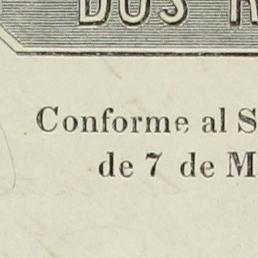 DOS R
Conforme al S
de 7 de M